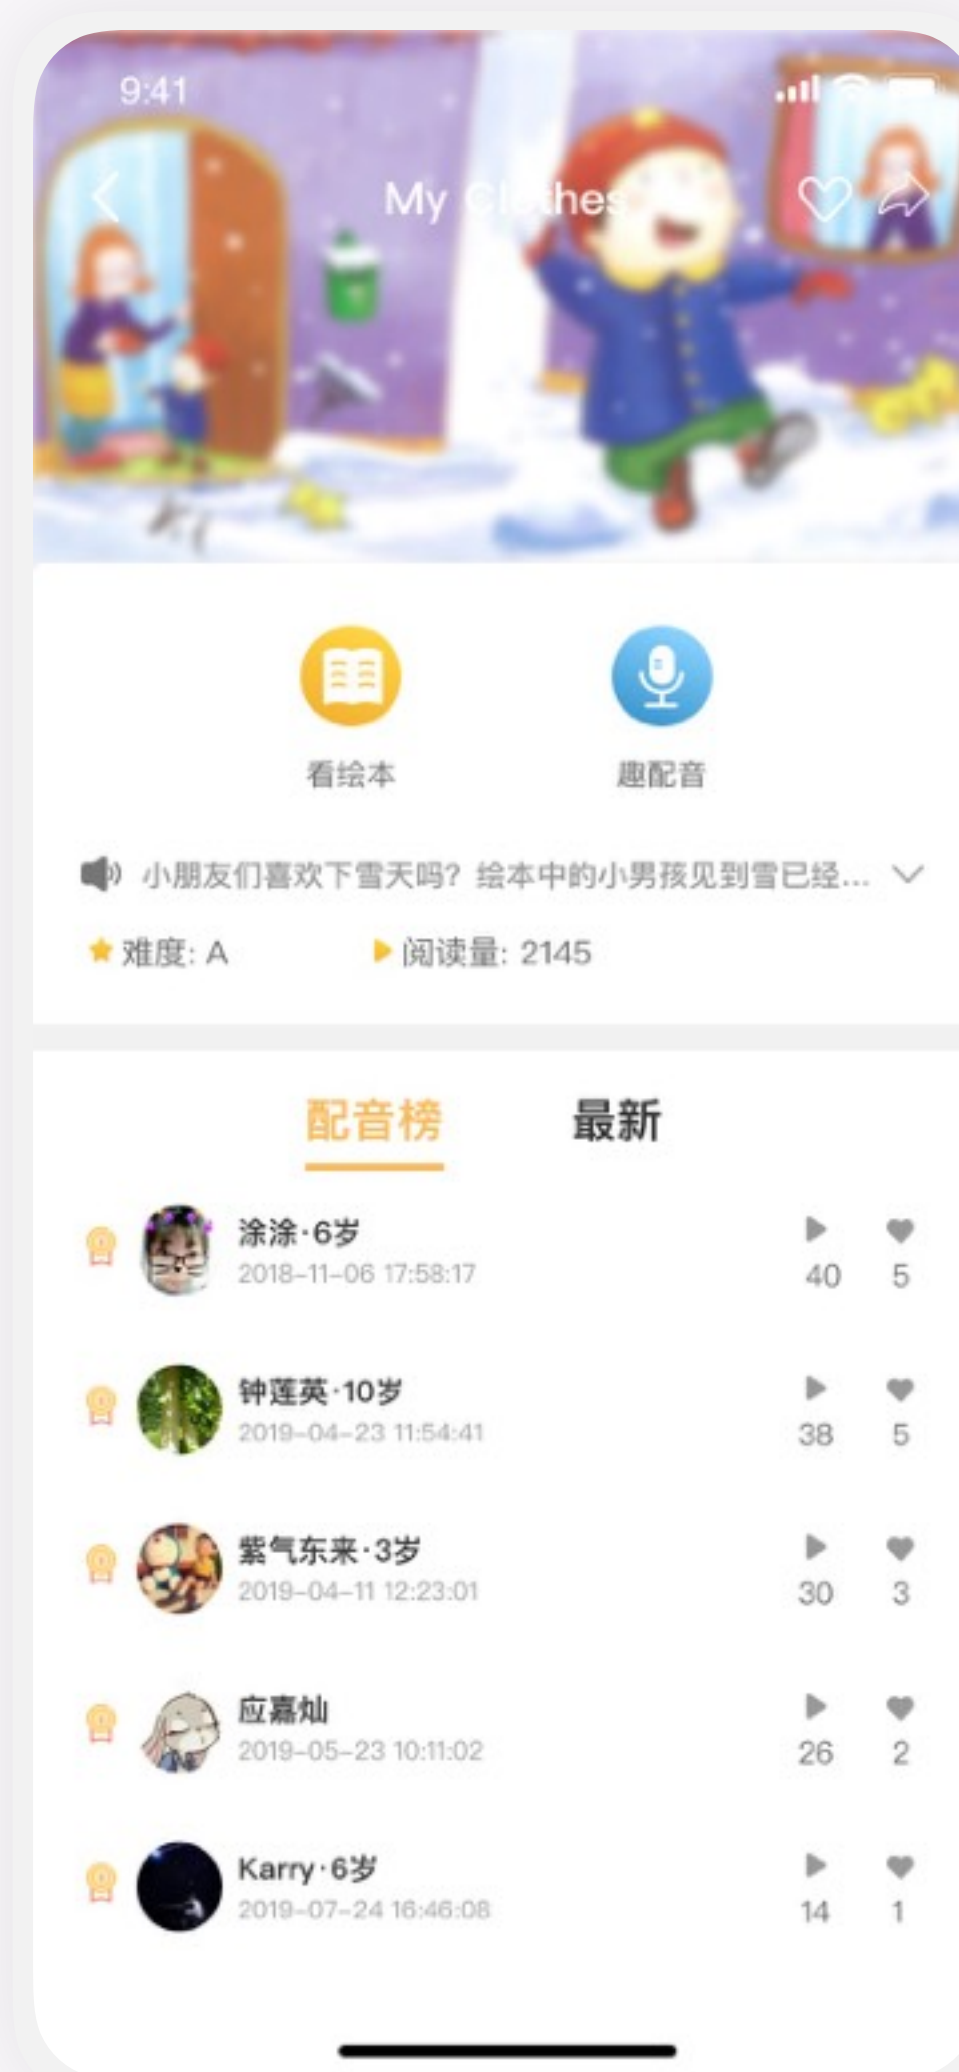 9:41
My Clothes
看绘本
趣配音
小朋友们喜欢下雪天吗？绘本中的小男孩见到雪已经...
难度: A
阅读量: 2145
配音榜
最新
涂涂·6岁
2018-11-06 17:58:17
40
5
钟莲英·10岁
2019-04-23 11:54:41
38
5
紫气东来·3岁
2019-04-11 12:23:01
30
3
应嘉灿
2019-05-23 10:11:02
26
2
Karry·6岁
2019-07-24 16:46:08
14
1